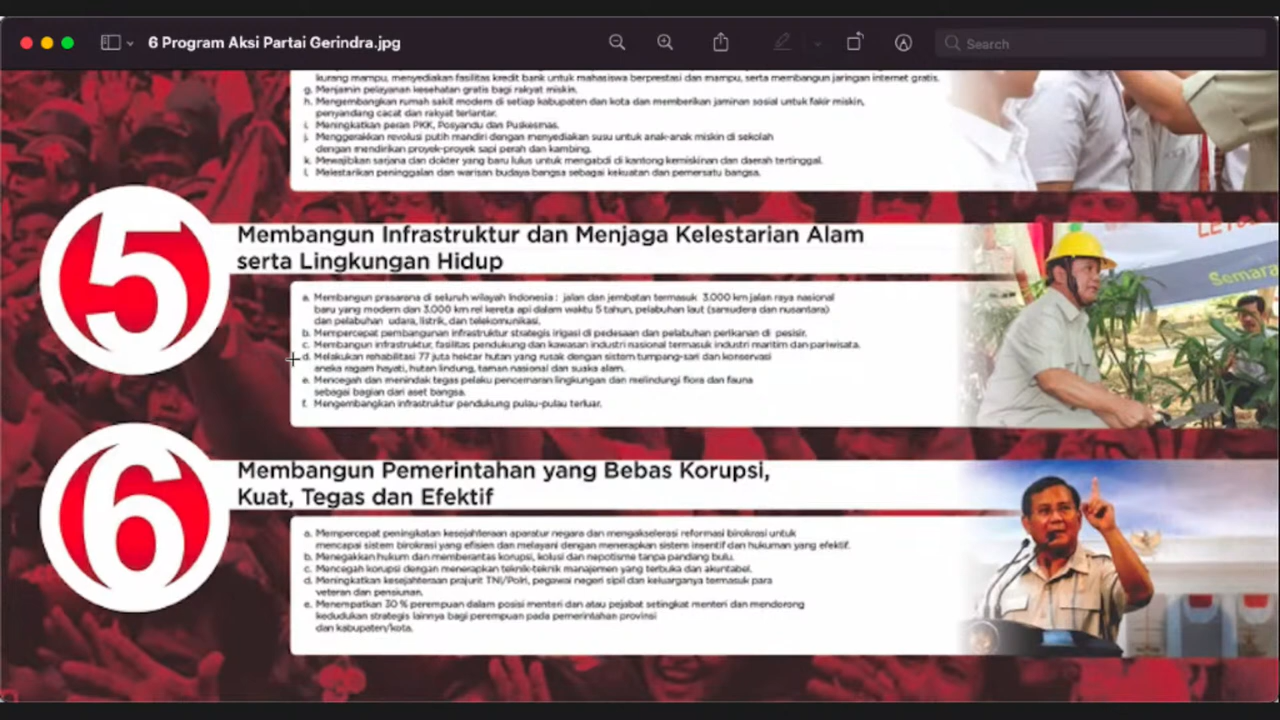 6 Program Aksi Partai Gerindra.jpg
Search
kurang mampu, menyediakan fasilitas kredit bank untuk mahasiswa berprestasi dan mampu, serta membangun jaringan internet gratis.
g. Menjamin pelayanan kesehatan gratis bagi rakyat miskin.
h. Mengembangkan rumah sakit modern di setiap kabupaten dan kota dan memberikan jaminan sosial untuk fakir miskin,
penyandang cacat dan rakyat terlantar.
i. Meningkatkan peran PKK, Posyandu dan Puskesmas.
j. Menggerakkan revolusi putih mandiri dengan menyediakan susu untuk anak-anak miskin di sekolah
dengan mendirikan proyek-proyek sapi perah dan kambing.
k. Mewajibkan sarjana dan dokter yang baru lulus untuk mengabdi di kantong kemiskinan dan daerah tertinggal.
l. Melestarikan peninggalan dan warisan budaya bangsa sebagai kekuatan dan pemersatu bangsa.
5
Membangun Infrastruktur dan Menjaga Kelestarian Alam
serta Lingkungan Hidup
Semara
a. Membangun prasarana di seluruh wilayah Indonesia : jalan dan jembatan termasuk 3.000 km jalan raya nasional
baru yang modern dan 3.000 km rel kereta api dalam waktu 5 tahun, pelabuhan laut (samudera dan nusantara)
dan pelabuhan udara, listrik, dan telekomunikasi.
b. Mempercepat pembangunan infrastruktur strategis irigasi di pedesaan dan pelabuhan perikanan di pesisir.
c. Membangun infrastruktur, fasilitas pendukung dan kawasan industri nasional termasuk industri maritim dan pariwisata.
d. Melakukan rehabilitasi 77 juta hektar hutan yang rusak dengan sistem tumpang-sari dan konservasi
aneka ragam hayati, hutan lindung, taman nasional dan suaka alam.
e. Mencegah dan menindak tegas pelaku pencemaran lingkungan dan melindungi flora dan fauna
sebagai bagian dari aset bangsa.
f. Mengembangkan infrastruktur pendukung pulau-pulau terluar.
6
Membangun Pemerintahan yang Bebas Korupsi,
Kuat, Tegas dan Efektif
a. Mempercepat peningkatan kesejahteraan aparatur negara dan mengakselerasi reformasi birokrasi untuk
mencapai sistem birokrasi yang efisien dan melayani dengan menerapkan sistem insentif dan hukuman yang efektif.
b. Menegakkan hukum dan memberantas korupsi, kolusi dan nepotisme tanpa pandang bulu.
c. Mencegah korupsi dengan menerapkan teknik-teknik manajemen yang terbuka dan akuntabel.
d. Meningkatkan kesejahteraan prajurit TNI/Polri, pegawai negeri sipil dan keluarganya termasuk para
veteran dan pensiunan.
e. Menempatkan 30 % perempuan dalam posisi menteri dan atau pejabat setingkat menteri dan mendorong
kedudukan strategis lainnya bagi perempuan pada pemerintahan provinsi
dan kabupaten/kota.